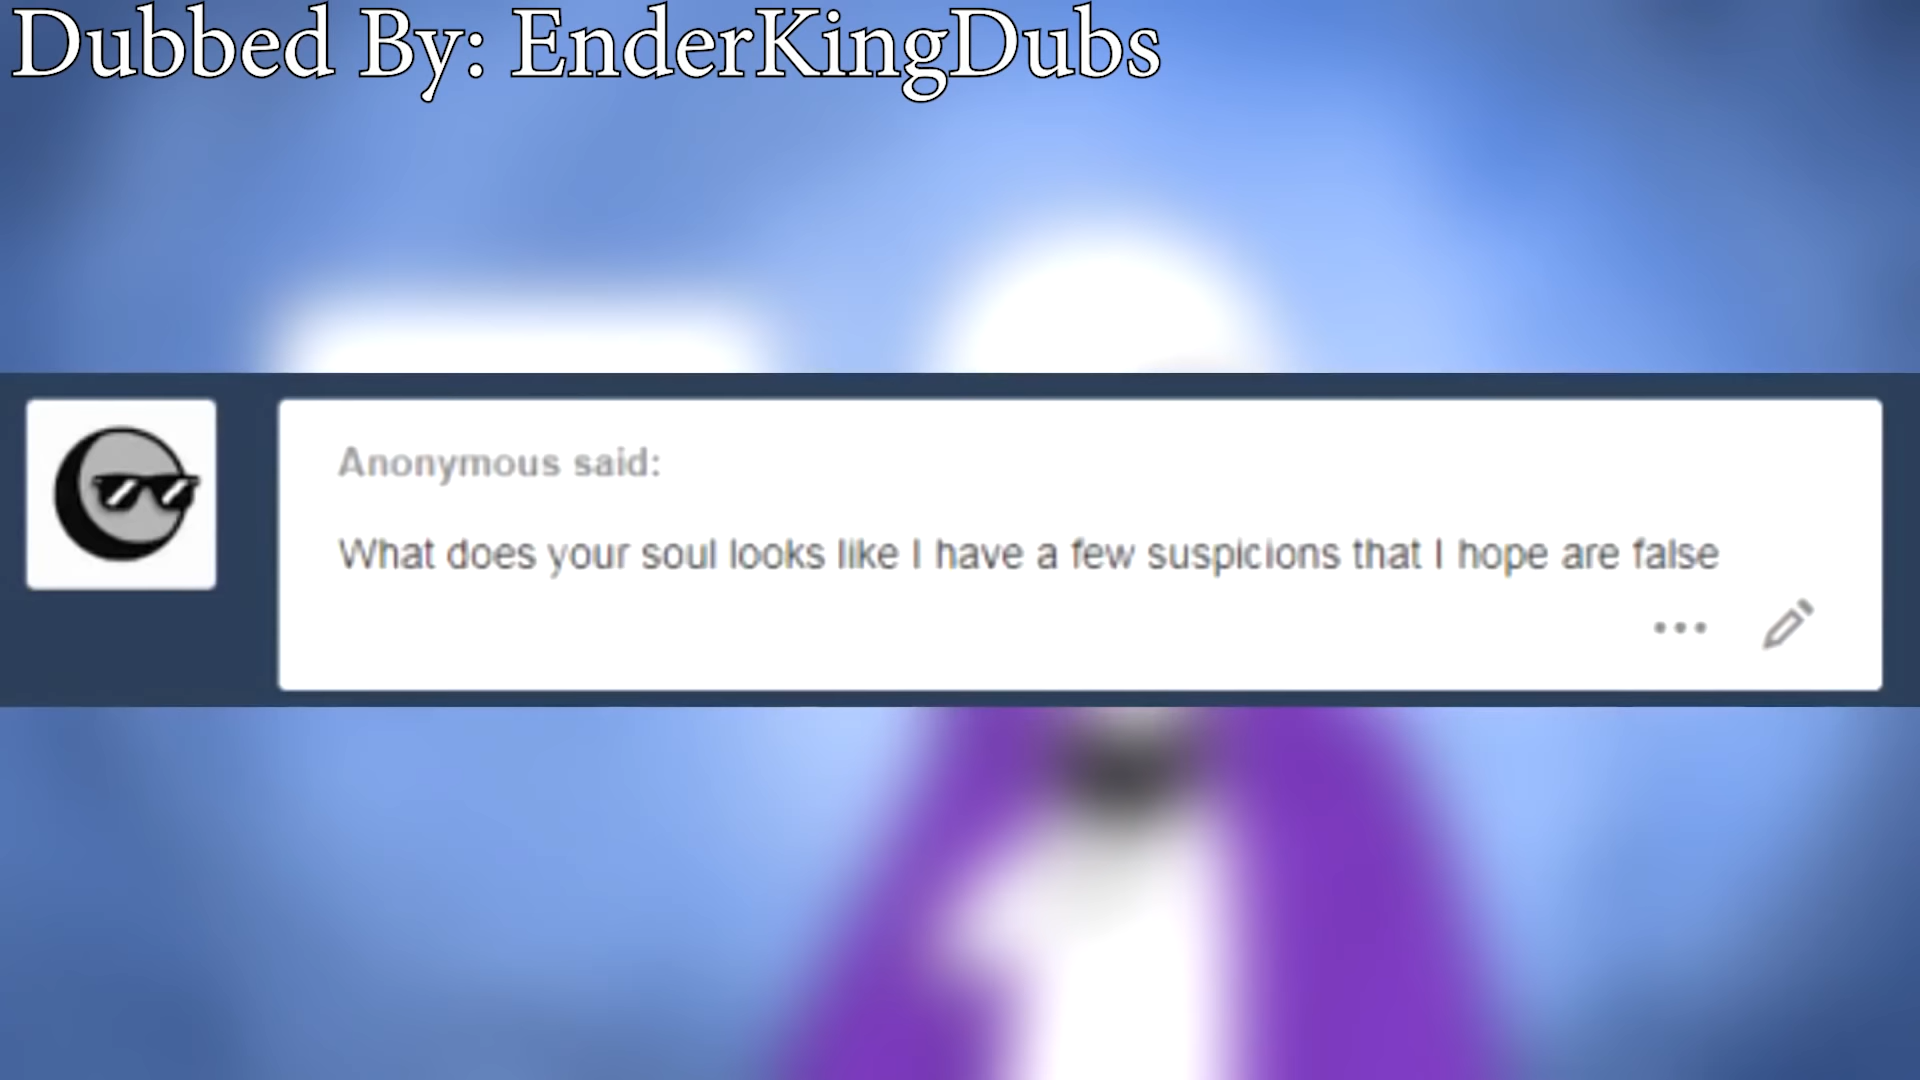 Dubbed By: EnderKingDubs
Anonymous said:
What does your soul looks like I have a few suspicions that I hope are false